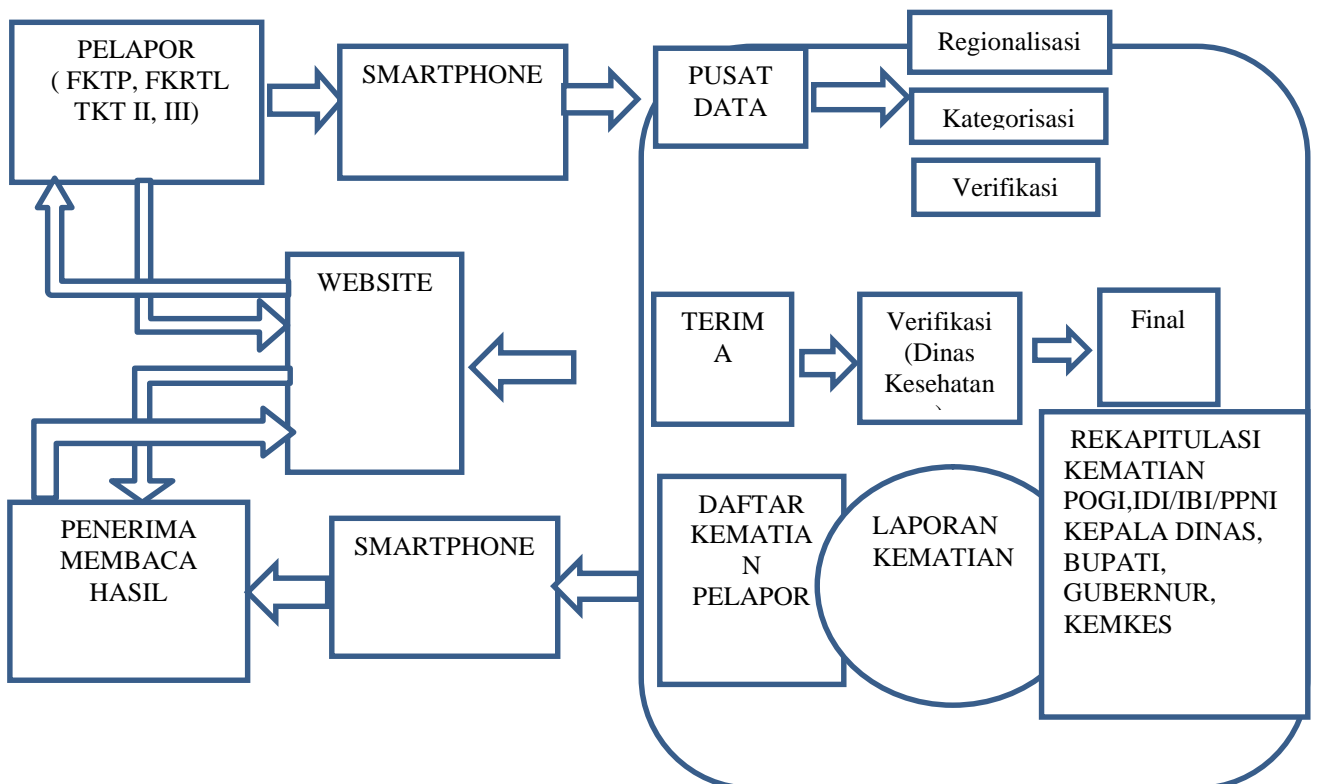 PELAPOR
( FKTP, FKRTL
TKT II, III)
SMARTPHONE
PUSAT
DATA
Regionalisasi
Kategorisasi
Verifikasi
WEBSITE
TERIM
A
Verifikasi
(Dinas
Kesehatan
Final
PENERIMA
MEMBACA
HASIL
SMARTPHONE
DAFTAR
KEMATIA
N
PELAPOR
LAPORAN
KEMATIAN
REKAPITULASI
KEMATIAN
POGI,IDI/IBI/PPNI
KEPALA DINAS,
BUPATI,
GUBERNUR,
KEMKES